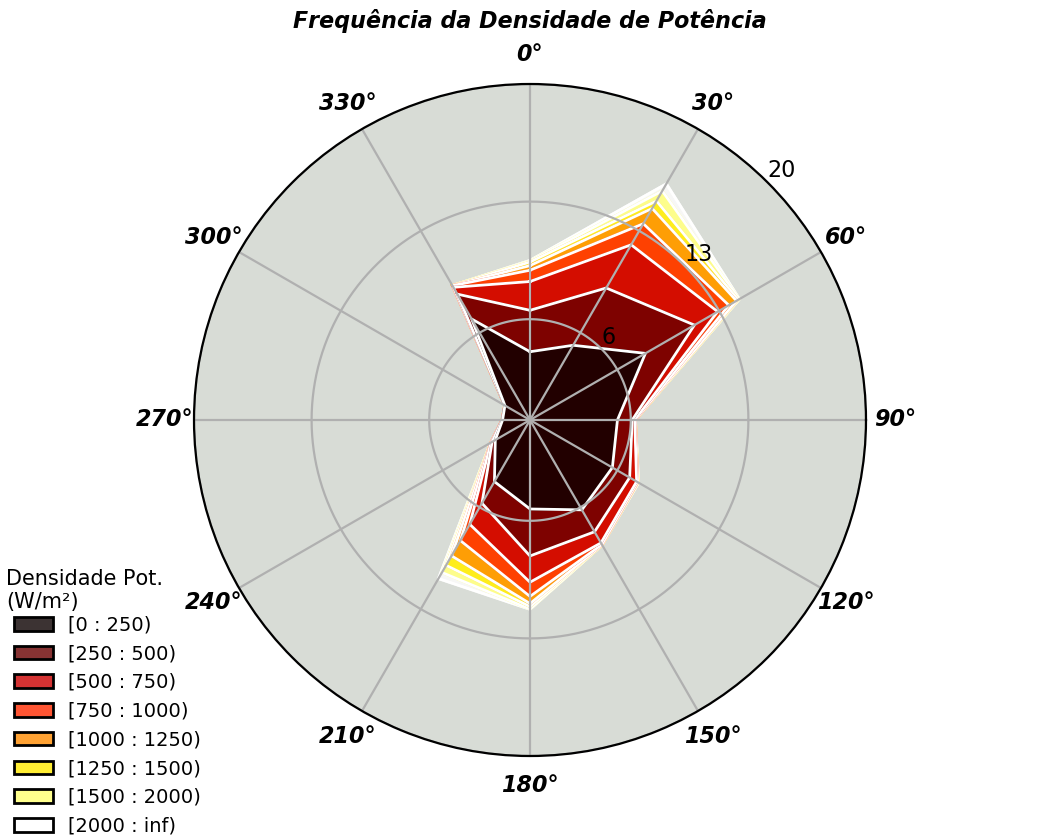 Frequência da Densidade de Potência
0°
330°
30°
20
300°
60°
13
6
270°
90°
Densidade Pot.
(W/m²)
240°
120°
[0 : 250)
[250 : 500)
[500 : 750)
[750 : 1000)
[1000 : 1250)
[1250 : 1500)
[1500 : 2000)
[2000 : inf)
210°
150°
180°